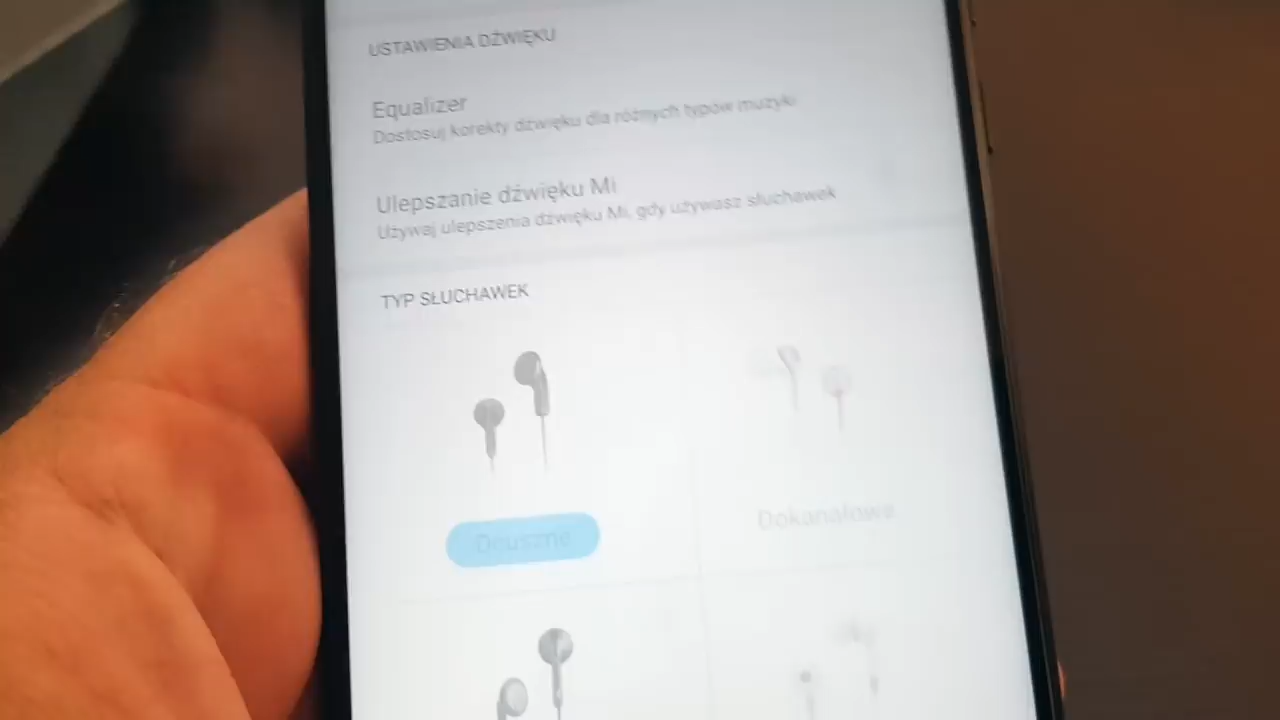 USTAWIENIA DŹWIĘKU
Equalizer
Dostosuj korekty dźwięku dla różnych typów muzyki
Ulepszanie dźwięku Mi
Używaj ulepszenia dźwięku Mi, gdy używasz słuchawek
TYP SŁUCHAWEK
Douszne
Dokanałowe